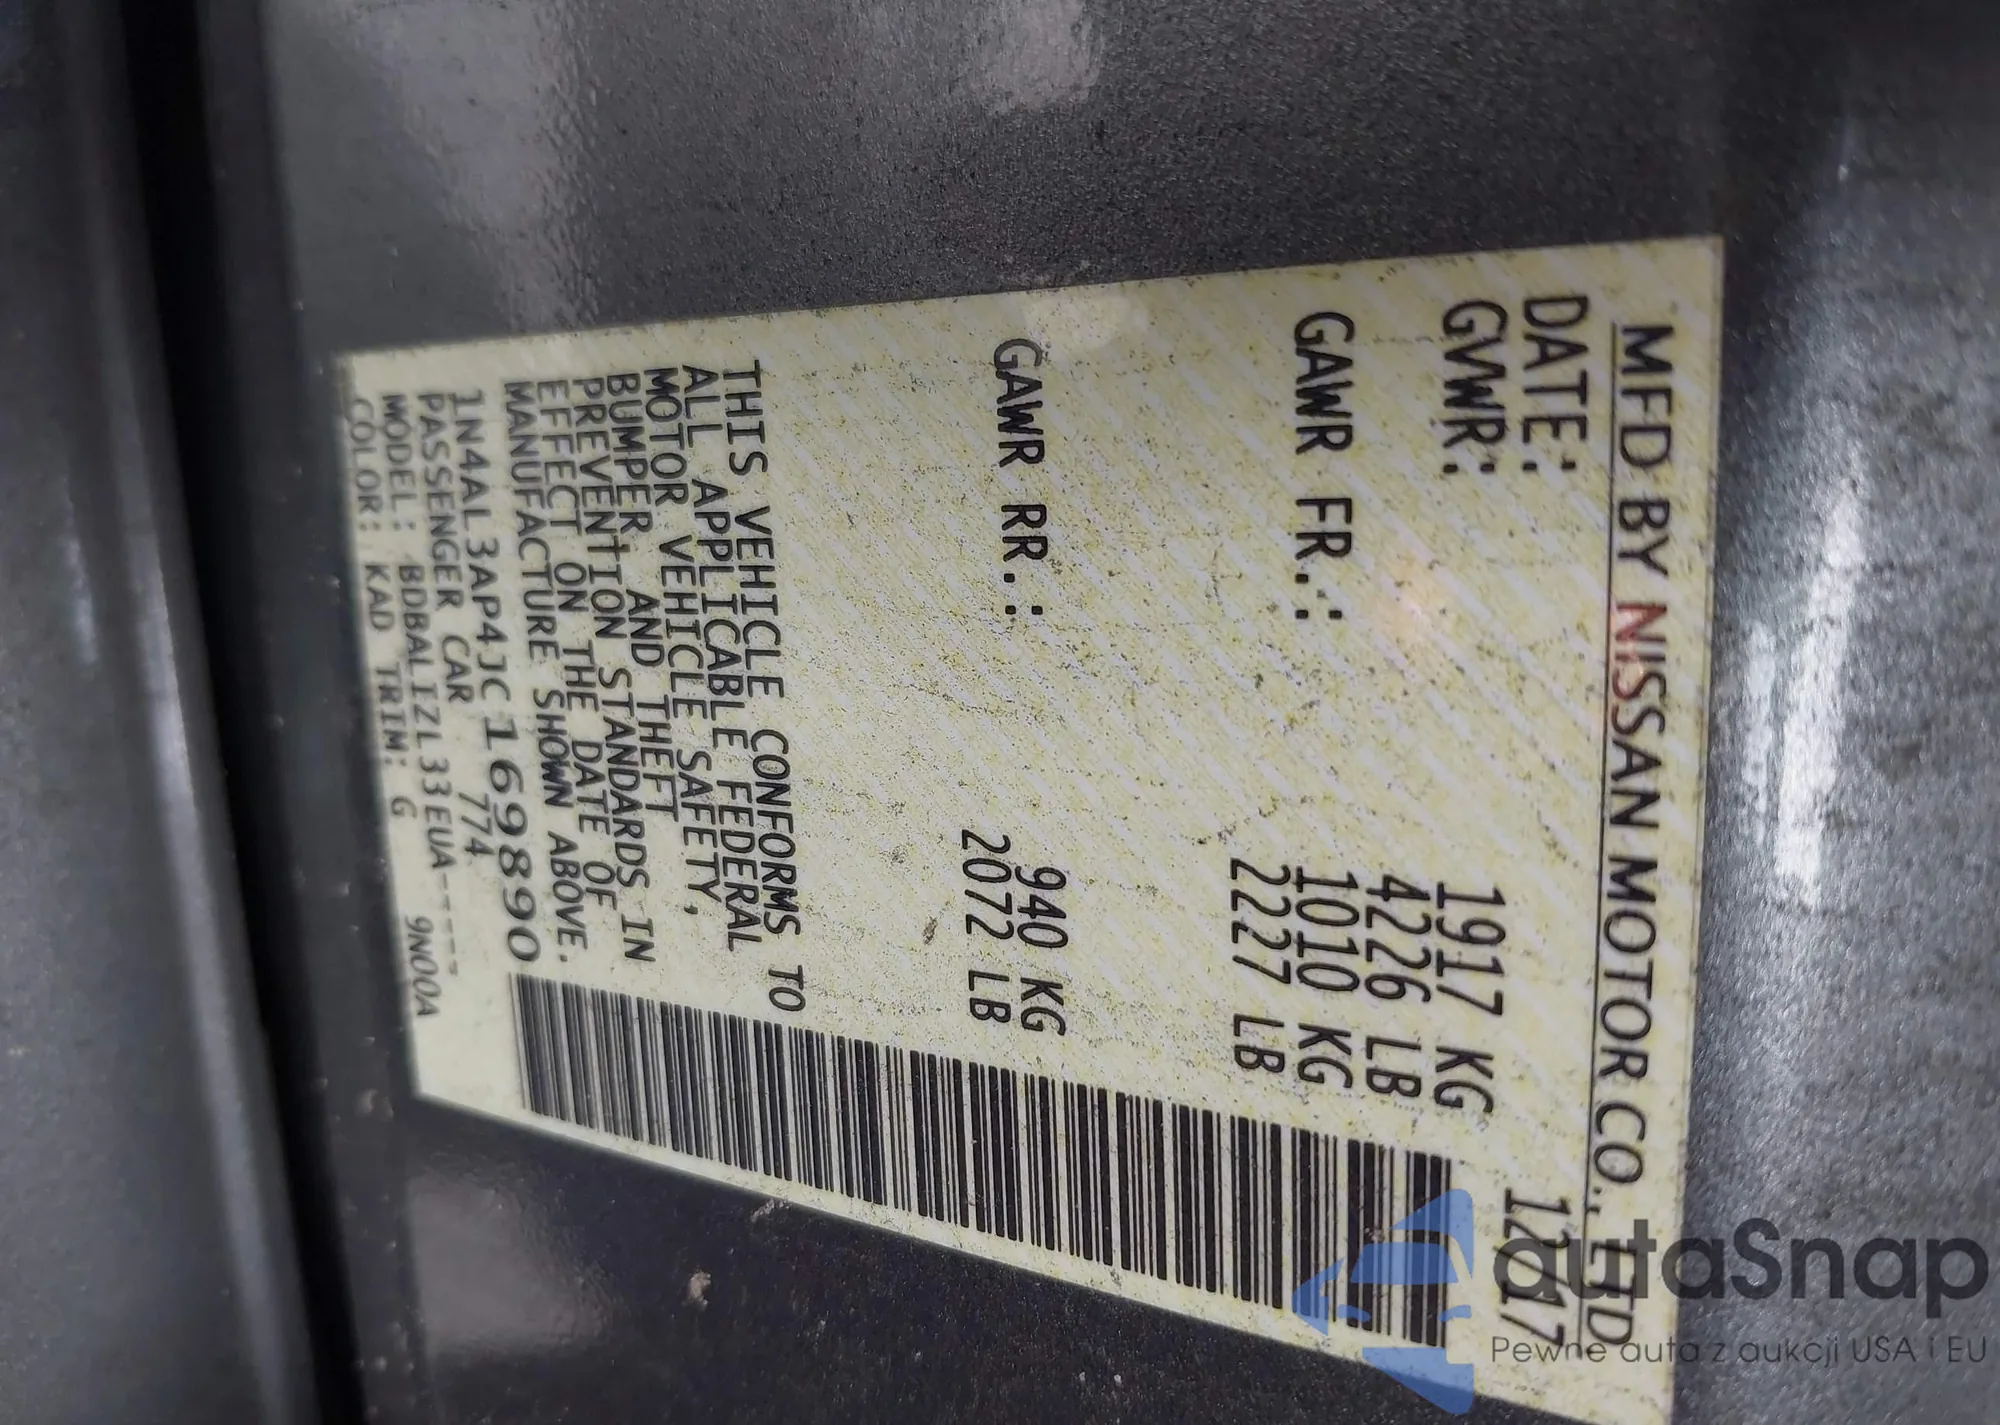 MFD BY NISSAN MOTOR CO., LTD
DATE: 12/17
GVWR: 1917 KG
4226 LB
GAWR FR.: 1010 KG
2227 LB
GAWR RR.: 940 KG
2072 LB
THIS VEHICLE CONFORMS TO
ALL APPLICABLE FEDERAL
MOTOR VEHICLE SAFETY,
BUMPER AND THEFT
PREVENTION STANDARDS IN
EFFECT ON THE DATE OF
MANUFACTURE SHOWN ABOVE.
1N4AL3AP4JC169890
PASSENGER CAR 774
MODEL: BDBALIZL33EUA-----
COLOR: KAD TRIM: G 9N00A
autaSnap
Pewne auta z aukcji USA i EU